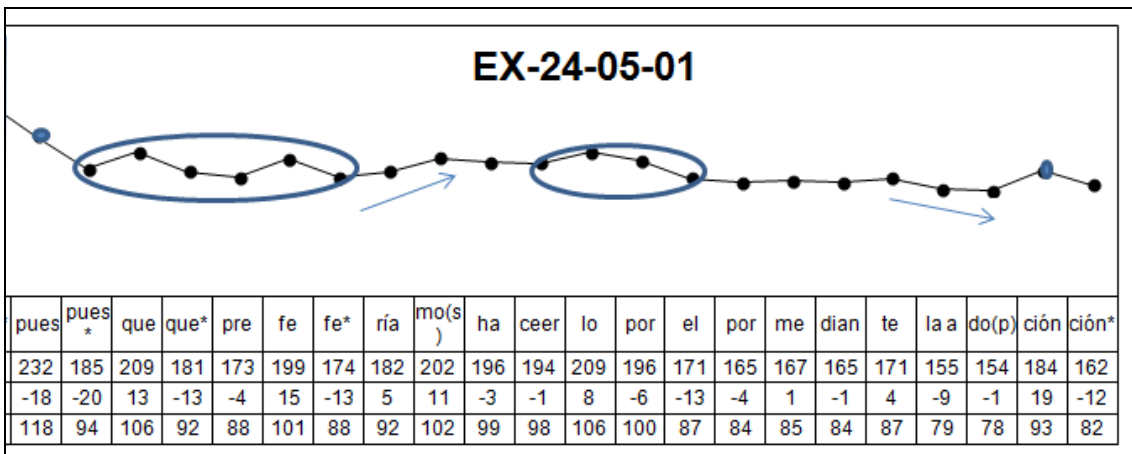 EX-24-05-01
pues pues* que que* pre fe fe* ría mo(s) ha ceer lo por el por me dian te la a do(p) ción ción*
232 185 209 181 173 199 174 182 202 196 194 209 196 171 165 167 165 171 155 154 184 162
-18 -20 13 -13 -4 15 -13 5 11 -3 -1 8 -6 -13 -4 1 -1 4 -9 -1 19 -12
118 94 106 92 88 101 88 92 102 99 98 106 100 87 84 85 84 87 79 78 93 82